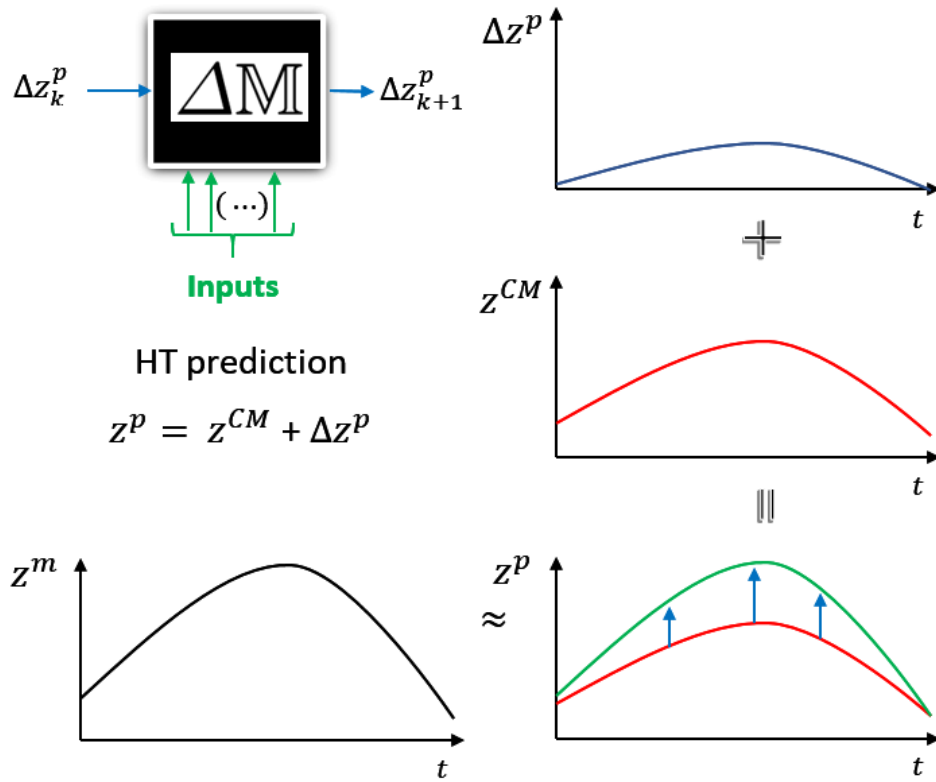 Δz_k^p
Δ𝕄
Δz_{k+1}^p
(…)
Inputs
HT prediction
z^p = z^{CM} + Δz^p
Δz^p
t
+
z^{CM}
t
=
z^m
t
≈
z^p
t